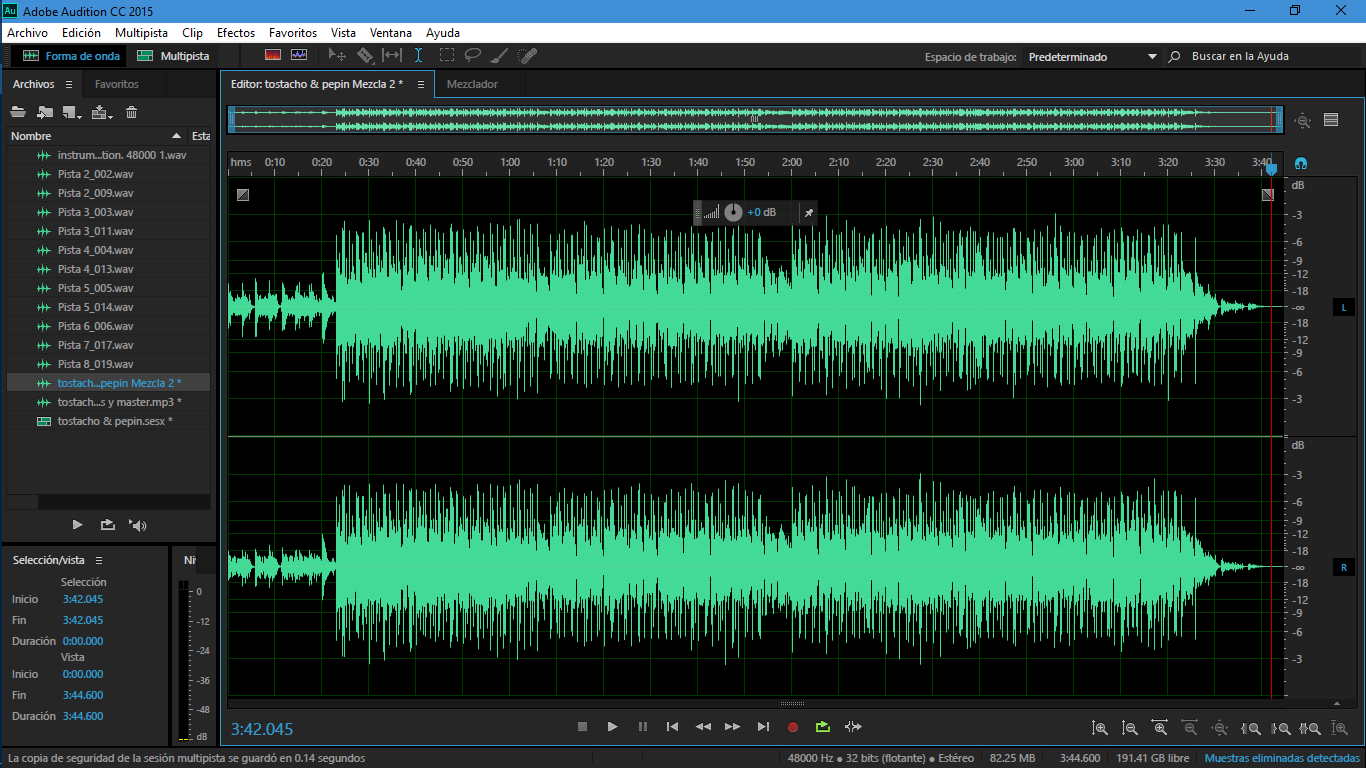 Au Adobe Audition CC 2015
Archivo Edición Multipista Clip Efectos Favoritos Vista Ventana Ayuda
Forma de onda Multipista Espacio de trabajo: Predeterminado Buscar en la Ayuda
Archivos Favoritos
Editor: tostacho & pepin Mezcla 2 * Mezclador
Nombre Esta
instrum...tion. 48000 1.wav
Pista 2_002.wav
Pista 2_009.wav
Pista 3_003.wav
Pista 3_011.wav
Pista 4_004.wav
Pista 4_013.wav
Pista 5_005.wav
Pista 5_014.wav
Pista 6_006.wav
Pista 7_017.wav
Pista 8_019.wav
tostach...pepin Mezcla 2 *
tostach...s y master.mp3 *
tostacho & pepin.sesx *
hms 0:10 0:20 0:30 0:40 0:50 1:00 1:10 1:20 1:30 1:40 1:50 2:00 2:10 2:20 2:30 2:40 2:50 3:00 3:10 3:20 3:30 3:40
+0 dB
dB
-3
-6
-9
-12
-18
-∞
L
-18
-12
-9
-6
-3
dB
-3
-6
-9
-12
-18
-∞
R
-18
-12
-9
-6
-3
Selección/vista
Selección
Inicio 3:42.045
Fin 3:42.045
Duración 0:00.000
Vista
Inicio 0:00.000
Fin 3:44.600
Duración 3:44.600
Ni
0
-12
-24
-36
-48
dB
3:42.045
La copia de seguridad de la sesión multipista se guardó en 0.14 segundos
48000 Hz ● 32 bits (flotante) ● Estéreo 82.25 MB 3:44.600 191.41 GB libre Muestras eliminadas detectadas